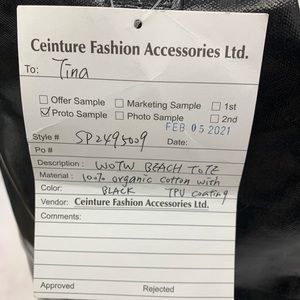 Ceinture Fashion Accessories Ltd.
To: Tina
Offer Sample Marketing Sample 1st
Proto Sample Photo Sample 2nd
FEB 05 2021
Style # SP2495009 Date:
Po #
Description: WOTW BEACH TOTE
Material: 100% organic cotton with
Color: BLACK TPU coating
Vendor: Ceinture Fashion Accessories Ltd.
Comments:
Approved Rejected